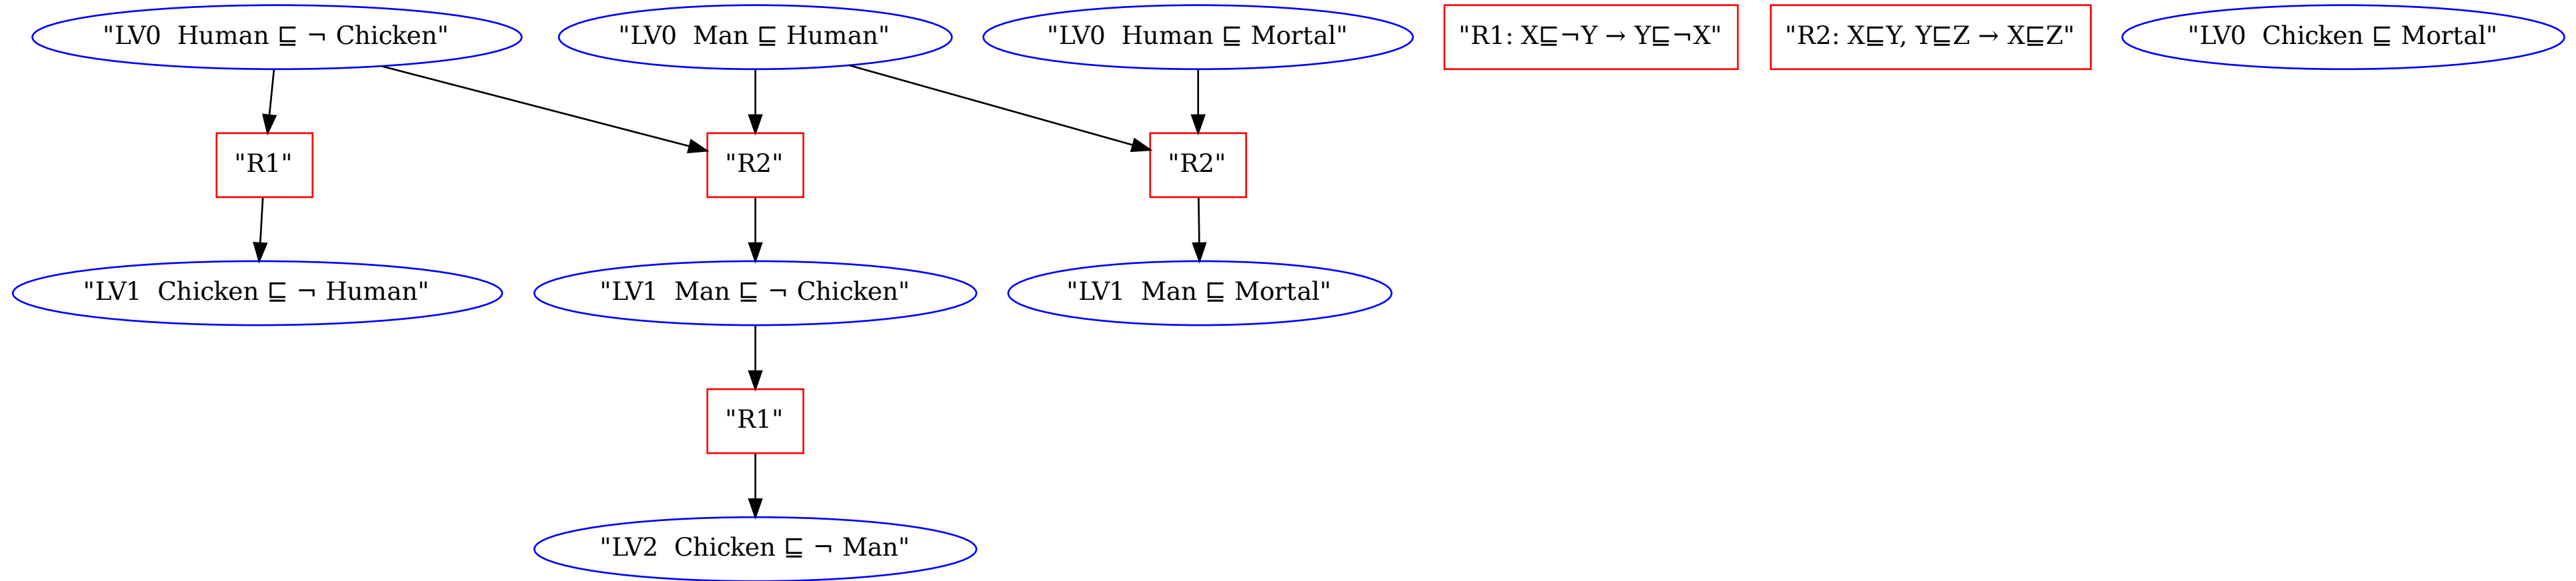 "LV0  Human ⊑ ¬ Chicken"
"LV0  Man ⊑ Human"
"LV0  Human ⊑ Mortal"
"R1: X⊑¬Y → Y⊑¬X"
"R2: X⊑Y, Y⊑Z → X⊑Z"
"LV0  Chicken ⊑ Mortal"
"R1"
"R2"
"R2"
"LV1  Chicken ⊑ ¬ Human"
"LV1  Man ⊑ ¬ Chicken"
"LV1  Man ⊑ Mortal"
"R1"
"LV2  Chicken ⊑ ¬ Man"